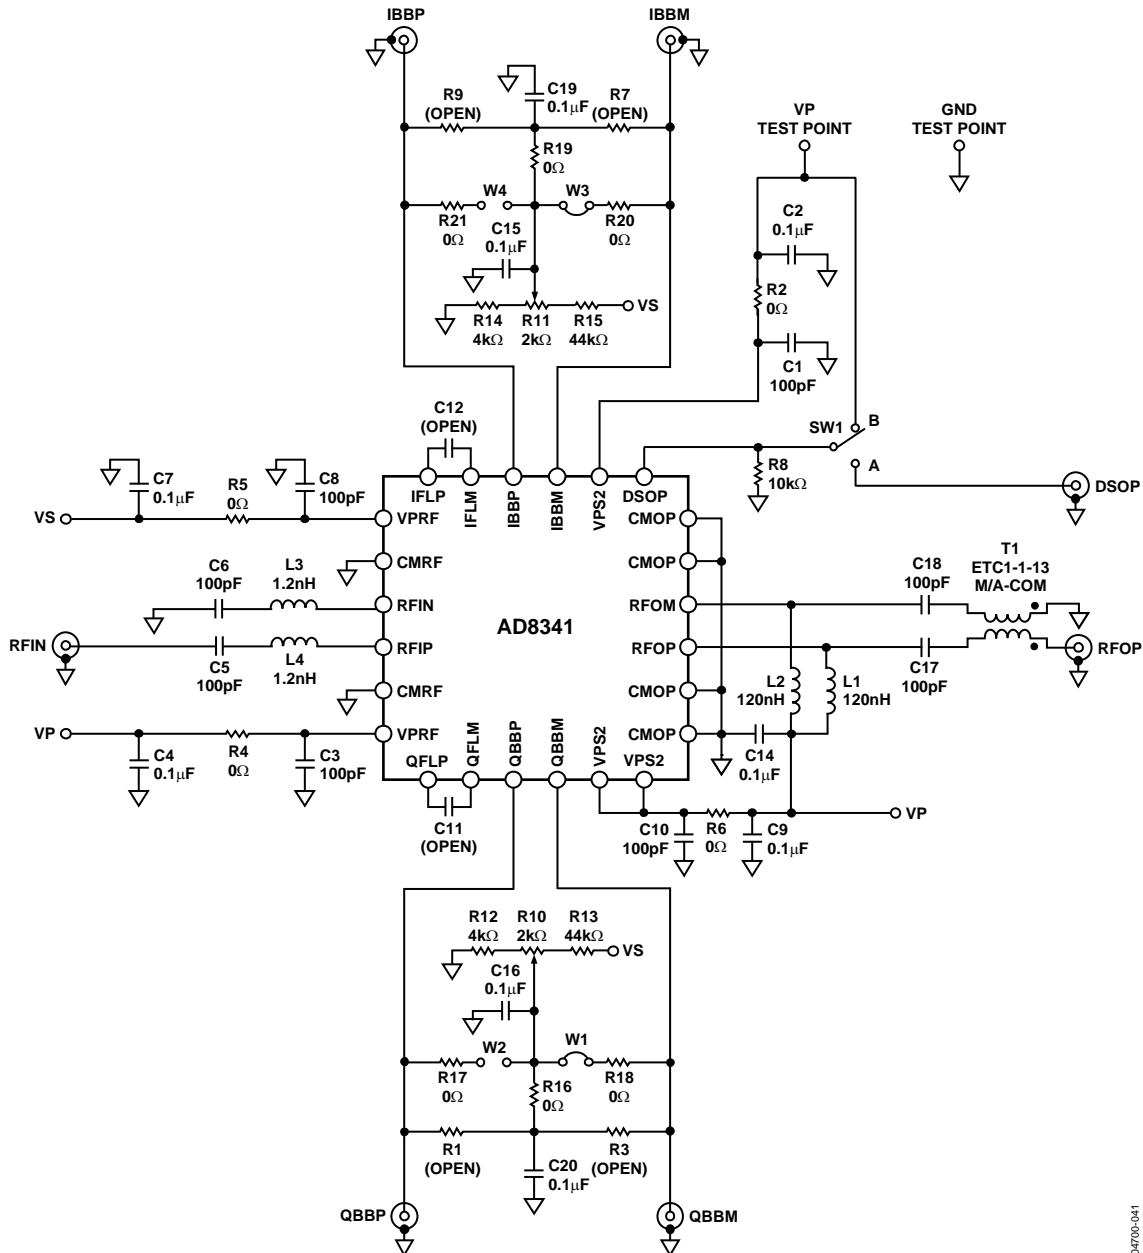 IBBP
IBBM
R9
(OPEN)
C19
0.1µF
R7
(OPEN)
VP
TEST POINT
GND
TEST POINT
R19
0Ω
W4
W3
R21
0Ω
C15
0.1µF
R20
0Ω
C2
0.1µF
R2
0Ω
R14
4kΩ
R11
2kΩ
R15
44kΩ
VS
C1
100pF
C12
(OPEN)
SW1
B
A
R8
10kΩ
DSOP
C7
0.1µF
R5
0Ω
C8
100pF
VS
IFLP
IFLM
IBBP
IBBM
VPS2
DSOP
VPRF
CMOP
CMRF
CMOP
C6
100pF
L3
1.2nH
RFIN
RFOM
C18
100pF
T1
ETC1-1-13
M/A-COM
AD8341
RFIN
C5
100pF
L4
1.2nH
RFIP
RFOP
C17
100pF
RFOP
CMRF
CMOP
L2
120nH
L1
120nH
VP
C4
0.1µF
R4
0Ω
C3
100pF
VPRF
CMOP
C14
0.1µF
QFLP
QFLM
QBBP
QBBM
VPS2
VPS2
C11
(OPEN)
C10
100pF
R6
0Ω
C9
0.1µF
VP
R12
4kΩ
R10
2kΩ
R13
44kΩ
VS
C16
0.1µF
W2
W1
R17
0Ω
R16
0Ω
R18
0Ω
R1
(OPEN)
C20
0.1µF
R3
(OPEN)
QBBP
QBBM
04700-041